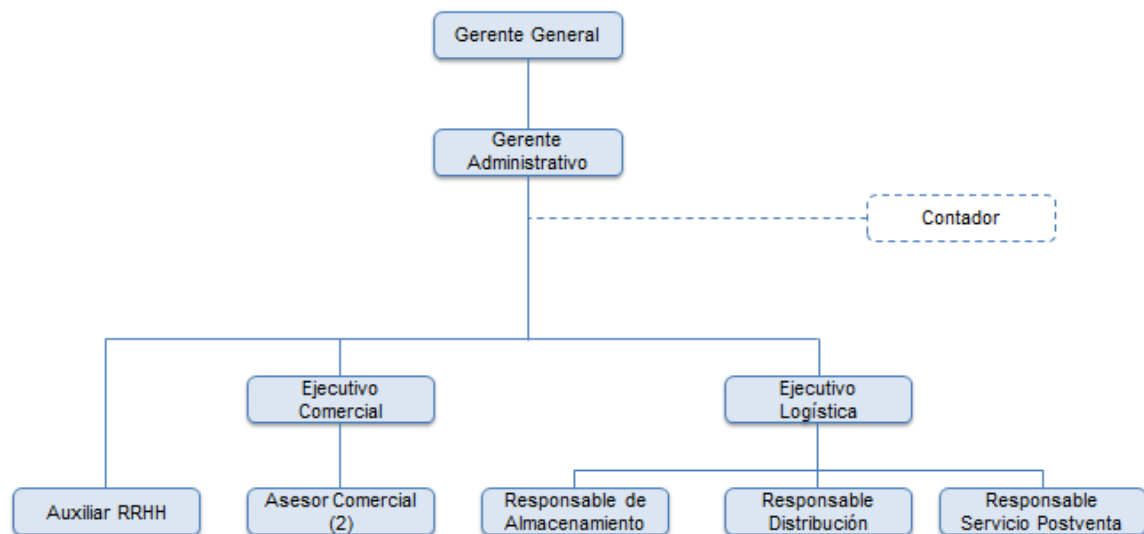 Gerente General
Gerente
Administrativo
Contador
Ejecutivo
Comercial
Ejecutivo
Logística
Auxiliar RRHH
Asesor Comercial
(2)
Responsable de
Almacenamiento
Responsable
Distribución
Responsable
Servicio Postventa